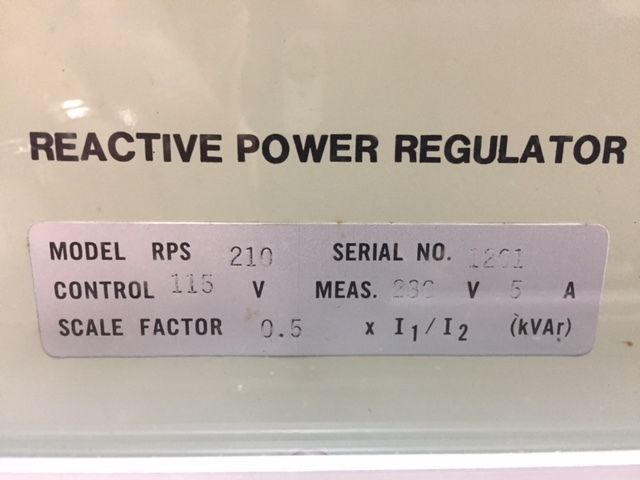 REACTIVE POWER REGULATOR
MODEL RPS 210 SERIAL NO. 1201
CONTROL 115 V MEAS. V 5 A
SCALE FACTOR 0.5 x I₁/I₂ (kVAr)